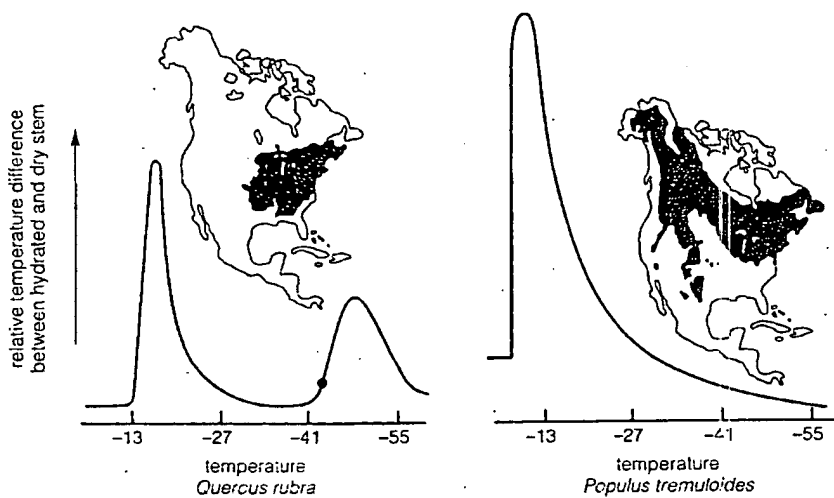 relative temperature difference
between hydrated and dry stem
-13
-27
-41
-55
temperature
Quercus rubra
-13
-27
-41
-55
temperature
Populus tremuloides